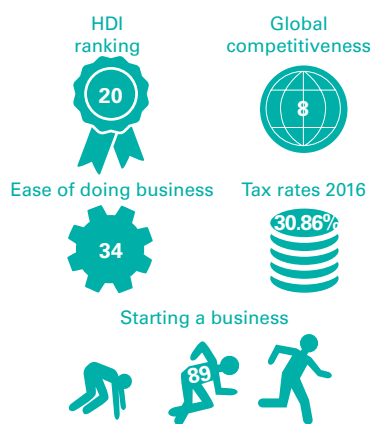 HDI
ranking
20
Global
competitiveness
8
Ease of doing business
34
Tax rates 2016
30.86%
Starting a business
89